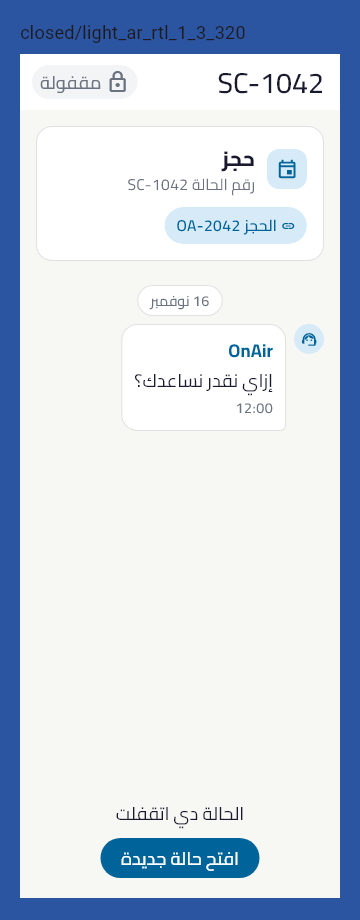 closed/light_ar_rtl_1_3_320
SC-1042
مقفولة
حجز
رقم الحالة SC-1042
الحجز OA-2042
16 نوفمبر
OnAir
إزاي نقدر نساعدك؟
12:00
الحالة دي اتقفلت
افتح حالة جديدة